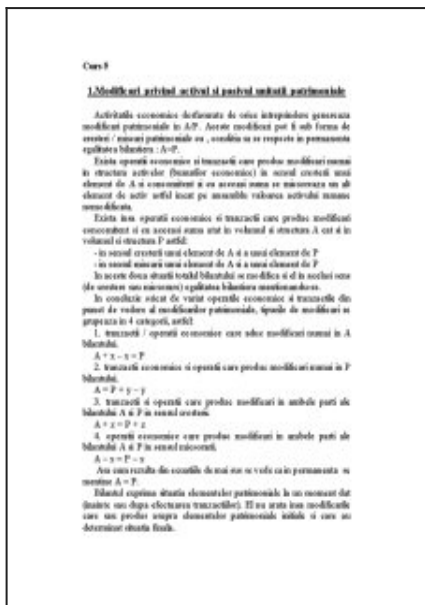 Curs 5
1.Modificari privind activul si pasivul unitatii patrimoniale
Activitatile economice desfasurate de orice intreprindere genereaza
modificari patrimoniale in A/P. Aceste modificari pot fi sub forma de
cresteri / miscari patrimoniale cu , conditia sa se respecte in permanenta
egalitatea bilantiera : A=P.
Exista operatii economice si tranzactii care produc modificari numai
in structura activelor (bunurilor economice) in sensul cresterii unui
element de A si concomitent si cu aceeasi suma se micsoreaza un alt
element de activ astfel incat pe ansamblu valoarea activului ramane
nemodificata.
Exista insa operatii economice si tranzactii care produc modificari
concomitent si cu aceeasi suma atat in volumul si structura A cat si in
volumul si structura P astfel:
- in sensul cresterii unui element de A si a unui element de P
- in sensul micsorarii unui element de A si a unui element de P
In aceste doua situatii totalul bilantului se modifica si el in acelasi sens
(de crestere sau micsorare) egalitatea bilantiera mentionandu-se.
In concluzie oricat de variat operatiile economice si tranzactiile din
punct de vedere al modificarilor patrimoniale, tipurile de modificari se
grupeaza in 4 categorii, astfel:
1. tranzactii / operatii economice care aduc modificari numai in A
bilantului.
A + x – x = P
2. tranzactii economice si operatii care produc modificari numai in P
bilantului.
A = P + y – y
3. tranzactii si operatii care produc modificari in ambele parti ale
bilantului A si P in sensul cresterii.
A + z = P + z
4. operatii economice care produc modificari in ambele parti ale
bilantului A si P in sensul micsorarii.
A – v = P – v
Asa cum rezulta din ecuatiile de mai sus se vede ca in permanenta se
mentine A = P.
Bilantul exprima situatia elementelor patrimoniale la un moment dat
(inainte sau dupa efectuarea tranzactiilor). El nu arata insa modificarile
care sau produs asupra elementelor patrimoniale initiale si care au
determinat situatia finala.